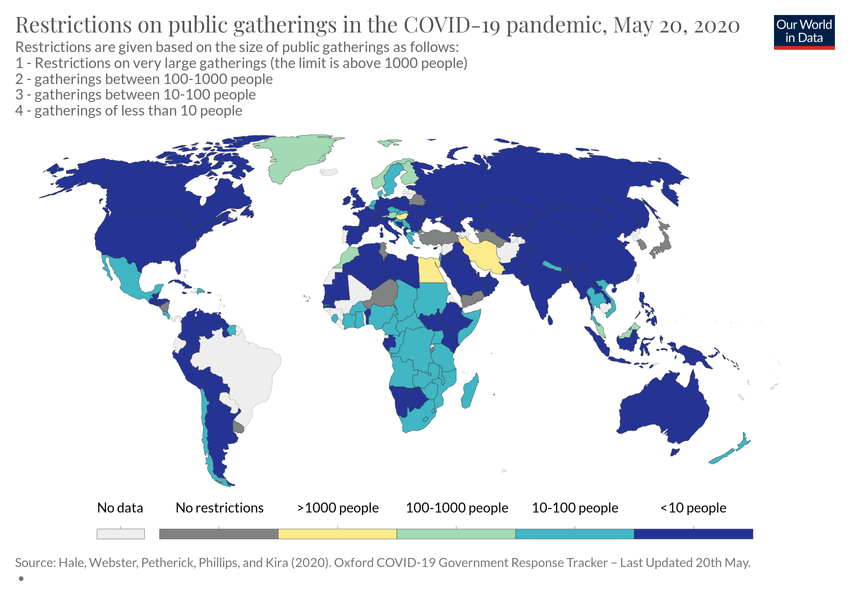 Restrictions on public gatherings in the COVID-19 pandemic, May 20, 2020
Our World
in Data
Restrictions are given based on the size of public gatherings as follows:
1 - Restrictions on very large gatherings (the limit is above 1000 people)
2 - gatherings between 100-1000 people
3 - gatherings between 10-100 people
4 - gatherings of less than 10 people
No data
No restrictions
>1000 people
100-1000 people
10-100 people
<10 people
Source: Hale, Webster, Petherick, Phillips, and Kira (2020). Oxford COVID-19 Government Response Tracker – Last Updated 20th May.